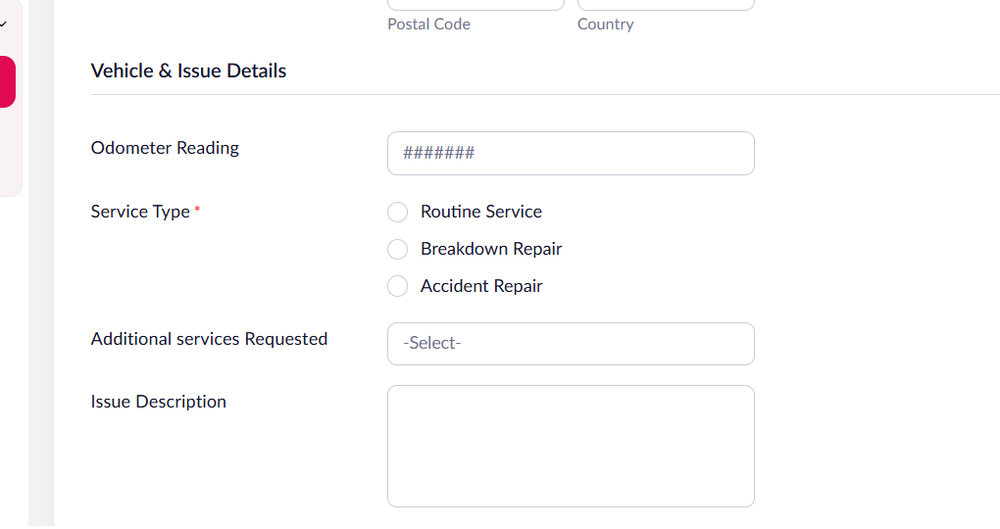 Postal Code Country
Vehicle & Issue Details
Odometer Reading #######
Service Type * Routine Service
Breakdown Repair
Accident Repair
Additional services Requested -Select-
Issue Description